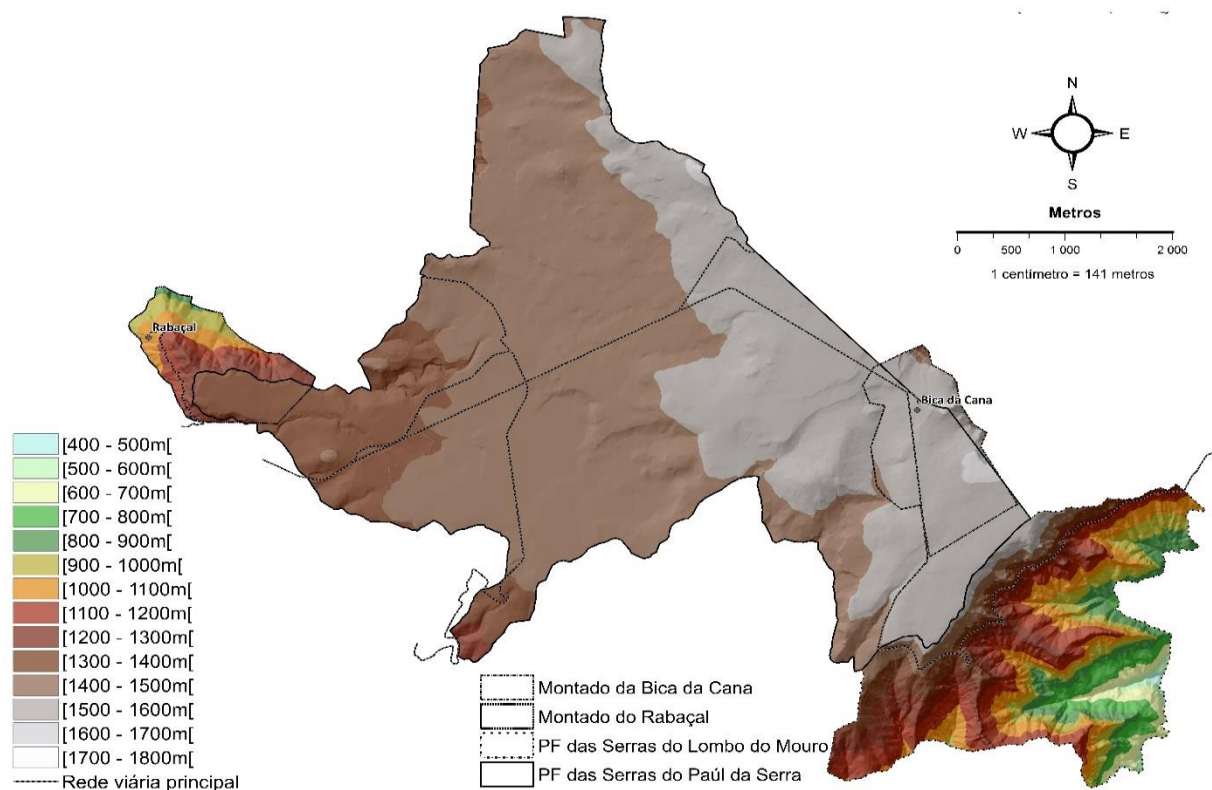 N
W E
S
Metros
0 500 1 000 2 000
1 centímetro = 141 metros
Rabaçal
Bica da Cana
[400 - 500m[
[500 - 600m[
[600 - 700m[
[700 - 800m[
[800 - 900m[
[900 - 1000m[
[1000 - 1100m[
[1100 - 1200m[
[1200 - 1300m[
[1300 - 1400m[
[1400 - 1500m[
[1500 - 1600m[
[1600 - 1700m[
[1700 - 1800m[
Rede viária principal
Montado da Bica da Cana
Montado do Rabaçal
PF das Serras do Lombo do Mouro
PF das Serras do Paúl da Serra